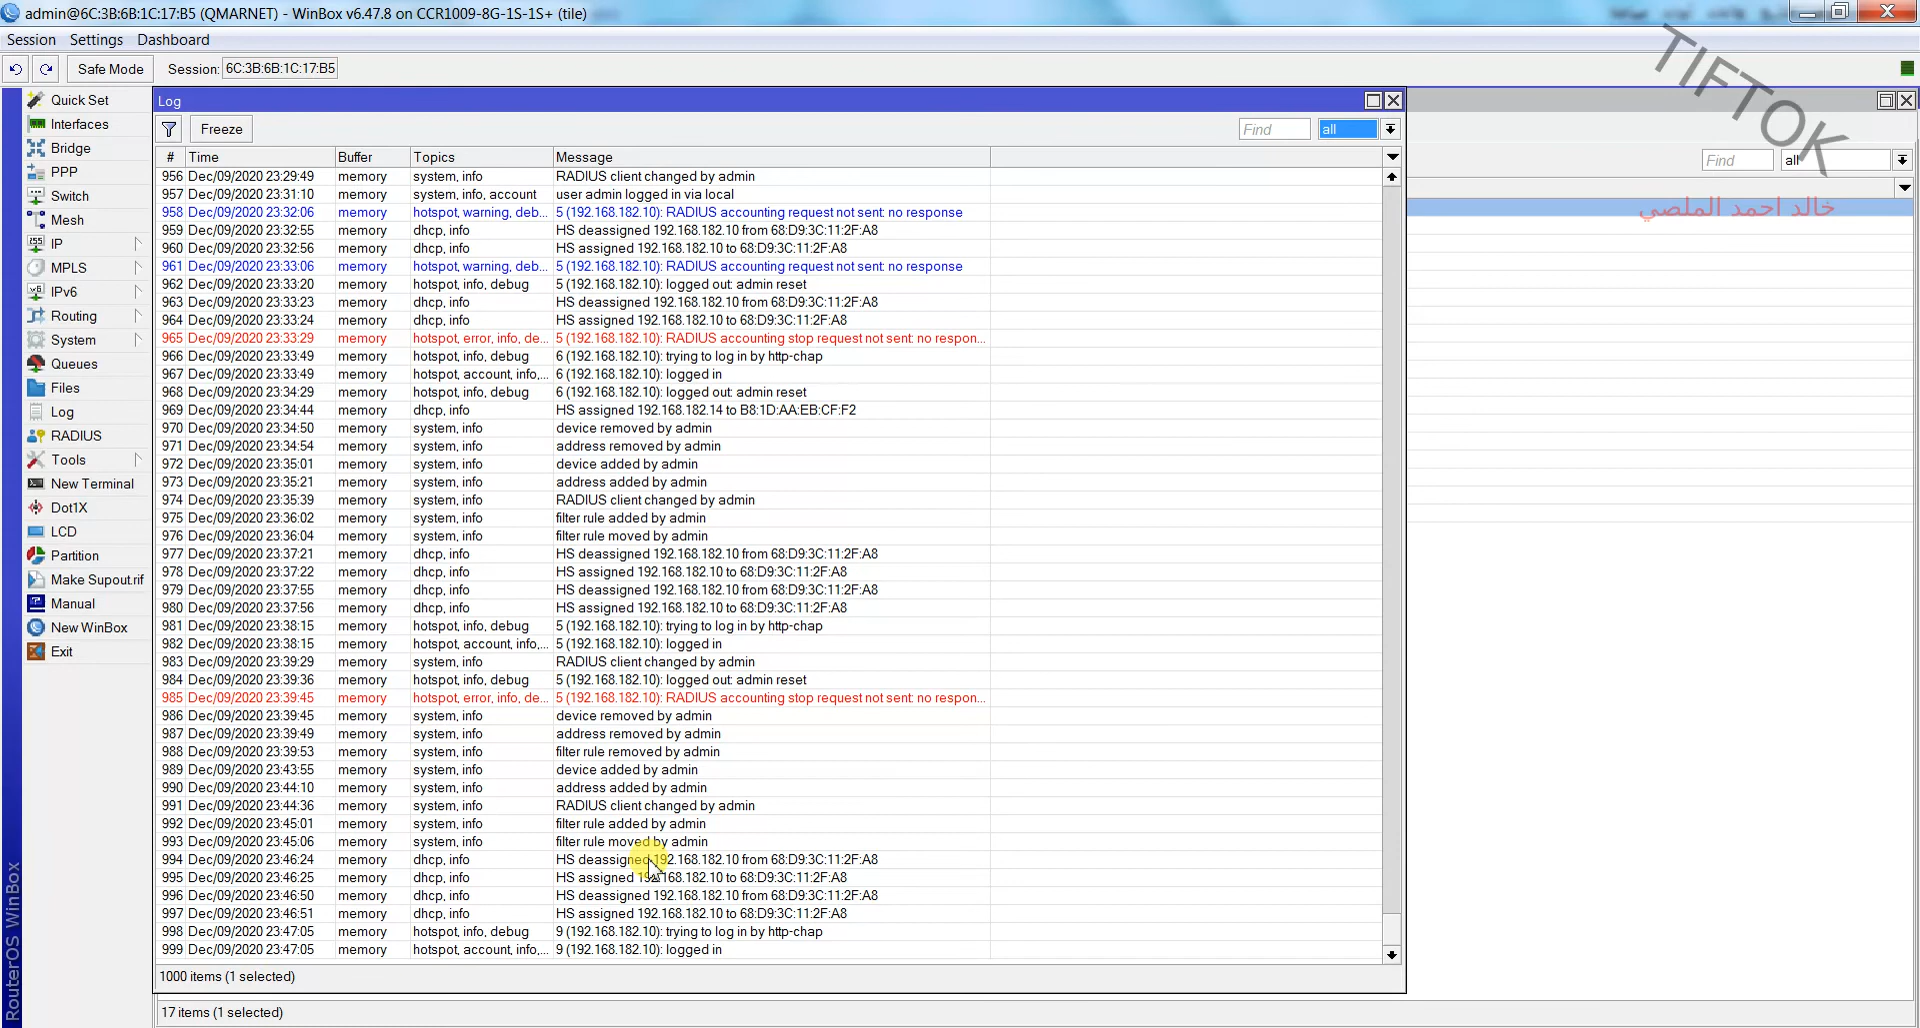 admin@6C:3B:6B:1C:17:B5 (QMARNET) - WinBox v6.47.8 on CCR1009-8G-1S-1S+ (tile)
Session Settings Dashboard
Safe Mode Session: 6C:3B:6B:1C:17:B5
TIFTOK
خالد احمد الملصي
Quick Set
Interfaces
Bridge
PPP
Switch
Mesh
IP
MPLS
IPv6
Routing
System
Queues
Files
Log
RADIUS
Tools
New Terminal
Dot1X
LCD
Partition
Make Supout.rif
Manual
New WinBox
Exit
RouterOS WinBox
Log
Freeze Find all
Find all
# Time Buffer Topics Message
956 Dec/09/2020 23:29:49 memory system, info RADIUS client changed by admin
957 Dec/09/2020 23:31:10 memory system, info, account user admin logged in via local
958 Dec/09/2020 23:32:06 memory hotspot, warning, deb... 5 (192.168.182.10): RADIUS accounting request not sent: no response
959 Dec/09/2020 23:32:55 memory dhcp, info HS deassigned 192.168.182.10 from 68:D9:3C:11:2F:A8
960 Dec/09/2020 23:32:56 memory dhcp, info HS assigned 192.168.182.10 to 68:D9:3C:11:2F:A8
961 Dec/09/2020 23:33:06 memory hotspot, warning, deb... 5 (192.168.182.10): RADIUS accounting request not sent: no response
962 Dec/09/2020 23:33:20 memory hotspot, info, debug 5 (192.168.182.10): logged out: admin reset
963 Dec/09/2020 23:33:23 memory dhcp, info HS deassigned 192.168.182.10 from 68:D9:3C:11:2F:A8
964 Dec/09/2020 23:33:24 memory dhcp, info HS assigned 192.168.182.10 to 68:D9:3C:11:2F:A8
965 Dec/09/2020 23:33:29 memory hotspot, error, info, de... 5 (192.168.182.10): RADIUS accounting stop request not sent: no respon...
966 Dec/09/2020 23:33:49 memory hotspot, info, debug 6 (192.168.182.10): trying to log in by http-chap
967 Dec/09/2020 23:33:49 memory hotspot, account, info,... 6 (192.168.182.10): logged in
968 Dec/09/2020 23:34:29 memory hotspot, info, debug 6 (192.168.182.10): logged out: admin reset
969 Dec/09/2020 23:34:44 memory dhcp, info HS assigned 192.168.182.14 to B8:1D:AA:EB:CF:F2
970 Dec/09/2020 23:34:50 memory system, info device removed by admin
971 Dec/09/2020 23:34:54 memory system, info address removed by admin
972 Dec/09/2020 23:35:01 memory system, info device added by admin
973 Dec/09/2020 23:35:21 memory system, info address added by admin
974 Dec/09/2020 23:35:39 memory system, info RADIUS client changed by admin
975 Dec/09/2020 23:36:02 memory system, info filter rule added by admin
976 Dec/09/2020 23:36:04 memory system, info filter rule moved by admin
977 Dec/09/2020 23:37:21 memory dhcp, info HS deassigned 192.168.182.10 from 68:D9:3C:11:2F:A8
978 Dec/09/2020 23:37:22 memory dhcp, info HS assigned 192.168.182.10 to 68:D9:3C:11:2F:A8
979 Dec/09/2020 23:37:55 memory dhcp, info HS deassigned 192.168.182.10 from 68:D9:3C:11:2F:A8
980 Dec/09/2020 23:37:56 memory dhcp, info HS assigned 192.168.182.10 to 68:D9:3C:11:2F:A8
981 Dec/09/2020 23:38:15 memory hotspot, info, debug 5 (192.168.182.10): trying to log in by http-chap
982 Dec/09/2020 23:38:15 memory hotspot, account, info,... 5 (192.168.182.10): logged in
983 Dec/09/2020 23:39:29 memory system, info RADIUS client changed by admin
984 Dec/09/2020 23:39:36 memory hotspot, info, debug 5 (192.168.182.10): logged out: admin reset
985 Dec/09/2020 23:39:45 memory hotspot, error, info, de... 5 (192.168.182.10): RADIUS accounting stop request not sent: no respon...
986 Dec/09/2020 23:39:45 memory system, info device removed by admin
987 Dec/09/2020 23:39:49 memory system, info address removed by admin
988 Dec/09/2020 23:39:53 memory system, info filter rule removed by admin
989 Dec/09/2020 23:43:55 memory system, info device added by admin
990 Dec/09/2020 23:44:10 memory system, info address added by admin
991 Dec/09/2020 23:44:36 memory system, info RADIUS client changed by admin
992 Dec/09/2020 23:45:01 memory system, info filter rule added by admin
993 Dec/09/2020 23:45:06 memory system, info filter rule moved by admin
994 Dec/09/2020 23:46:24 memory dhcp, info HS deassigned 192.168.182.10 from 68:D9:3C:11:2F:A8
995 Dec/09/2020 23:46:25 memory dhcp, info HS assigned 192.168.182.10 to 68:D9:3C:11:2F:A8
996 Dec/09/2020 23:46:50 memory dhcp, info HS deassigned 192.168.182.10 from 68:D9:3C:11:2F:A8
997 Dec/09/2020 23:46:51 memory dhcp, info HS assigned 192.168.182.10 to 68:D9:3C:11:2F:A8
998 Dec/09/2020 23:47:05 memory hotspot, info, debug 9 (192.168.182.10): trying to log in by http-chap
999 Dec/09/2020 23:47:05 memory hotspot, account, info,... 9 (192.168.182.10): logged in
1000 items (1 selected)
17 items (1 selected)